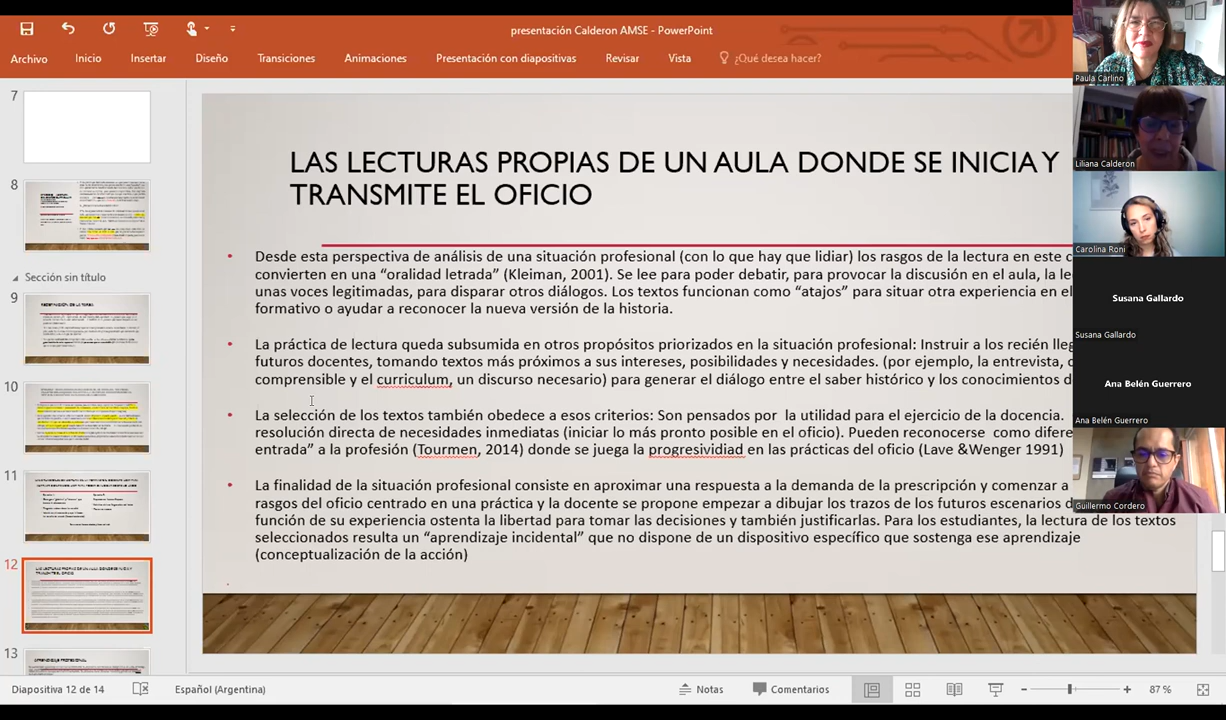 presentación Calderon AMSE - PowerPoint
Archivo Inicio Insertar Diseño Transiciones Animaciones Presentación con diapositivas Revisar Vista ¿Qué desea hacer?
7
8
Sección sin título
9
10
11
12
13
LAS LECTURAS PROPIAS DE UN AULA DONDE SE INICIA Y
TRANSMITE EL OFICIO
Desde esta perspectiva de análisis de una situación profesional (con lo que hay que lidiar) los rasgos de la lectura en este
convierten en una “oralidad letrada” (Kleiman, 2001). Se lee para poder debatir, para provocar la discusión en el aula, la
unas voces legitimadas, para disparar otros diálogos. Los textos funcionan como “atajos” para situar otra experiencia en el
formativo o ayudar a reconocer la nueva versión de la historia.
La práctica de lectura queda subsumida en otros propósitos priorizados en la situación profesional: Instruir a los recién
futuros docentes, tomando textos más próximos a sus intereses, posibilidades y necesidades. (por ejemplo, la entrevista,
comprensible y el curriculum, un discurso necesario) para generar el diálogo entre el saber histórico y los conocimientos
La selección de los textos también obedece a esos criterios: Son pensados por la utilidad para el ejercicio de la docencia.
resolución directa de necesidades inmediatas (iniciar lo más pronto posible en el oficio). Pueden reconocerse como
entrada” a la profesión (Tourmen, 2014) donde se juega la progresividiad en las prácticas del oficio (Lave &Wenger 1991)
La finalidad de la situación profesional consiste en aproximar una respuesta a la demanda de la prescripción y comenzar a
rasgos del oficio centrado en una práctica y la docente se propone empezar a dibujar los trazos de los futuros escenarios
función de su experiencia ostenta la libertad para tomar las decisiones y también justificarlas. Para los estudiantes, la lectura de los textos
seleccionados resulta un “aprendizaje incidental” que no dispone de un dispositivo específico que sostenga ese aprendizaje
(conceptualización de la acción)
Paula Carlino
Liliana Calderon
Carolina Roni
Susana Gallardo
Susana Gallardo
Ana Belén Guerrero
Ana Belén Guerrero
Guillermo Cordero
Diapositiva 12 de 14 Español (Argentina) Notas Comentarios 87 %